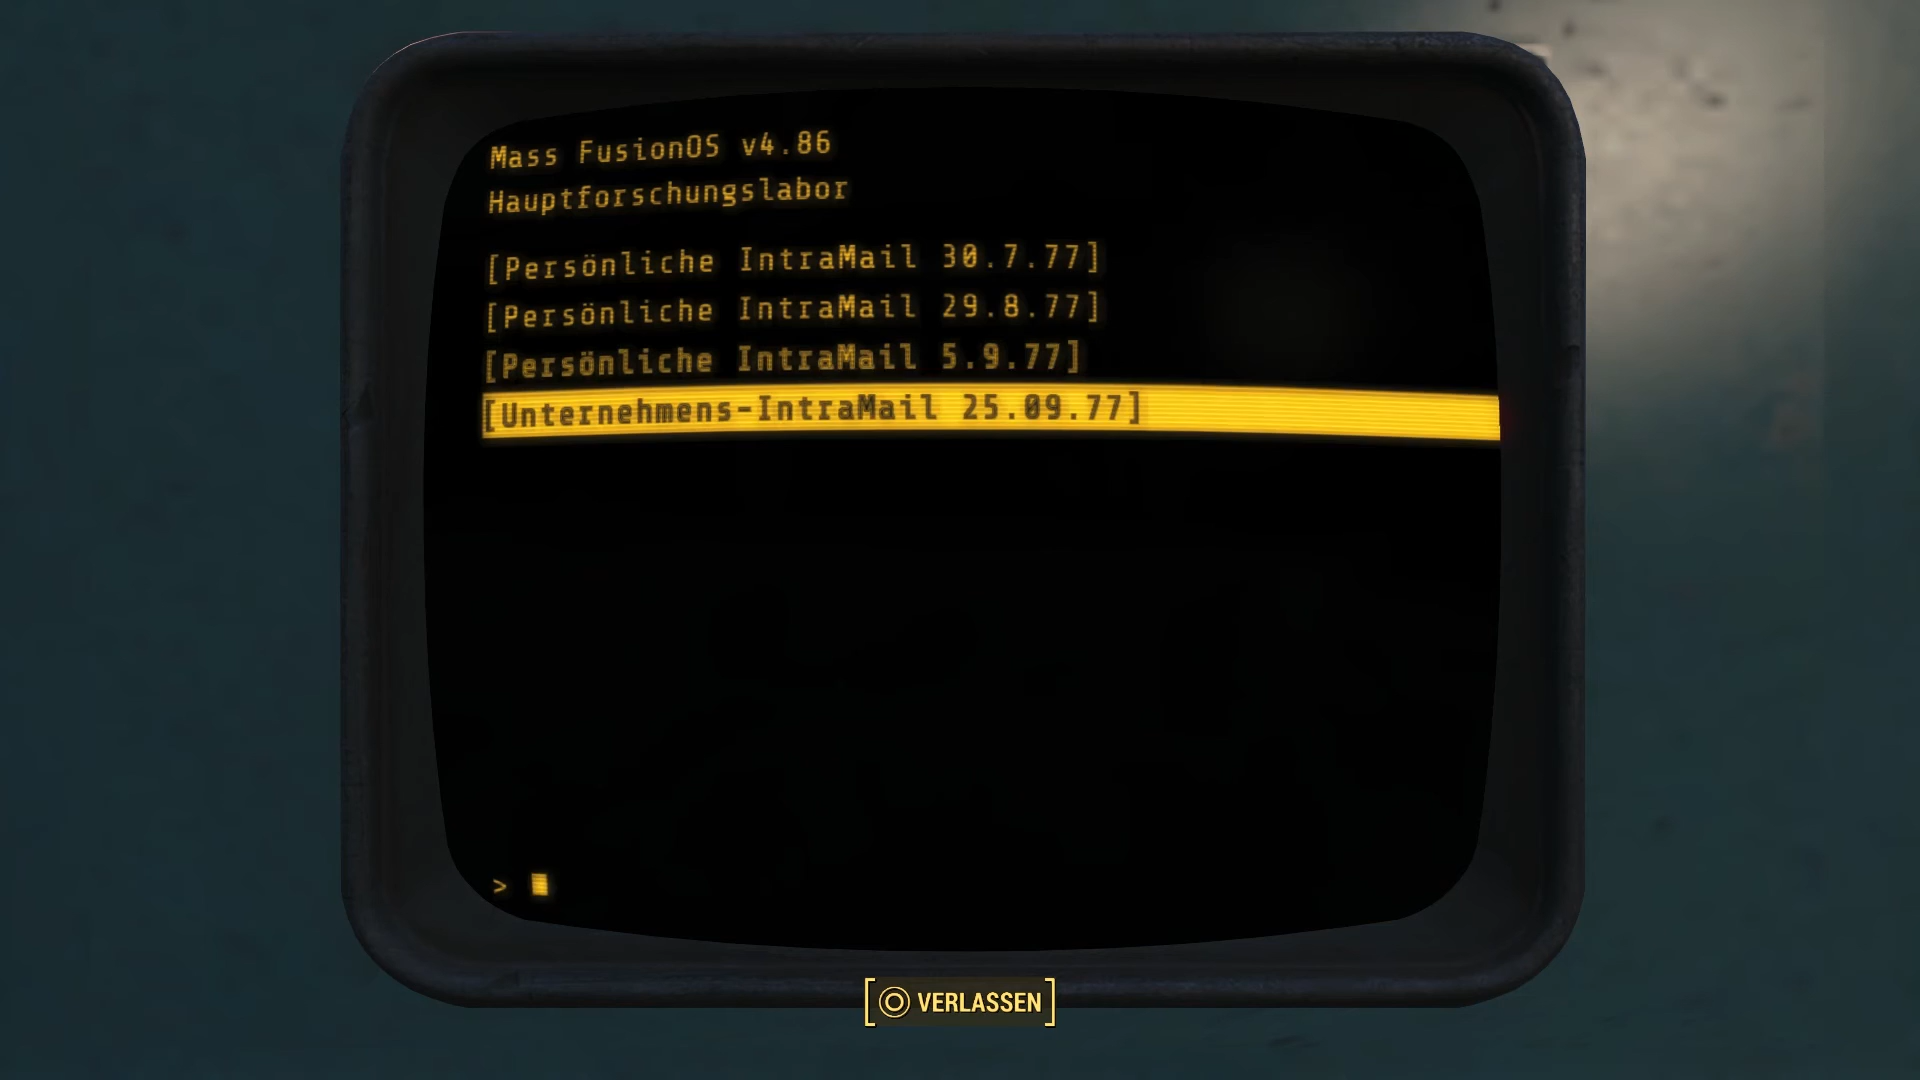 Mass FusionOS v4.86
Hauptforschungslabor
[Persönliche IntraMail 30.7.77]
[Persönliche IntraMail 29.8.77]
[Persönliche IntraMail 5.9.77]
[Unternehmens-IntraMail 25.09.77]
>
[VERLASSEN]